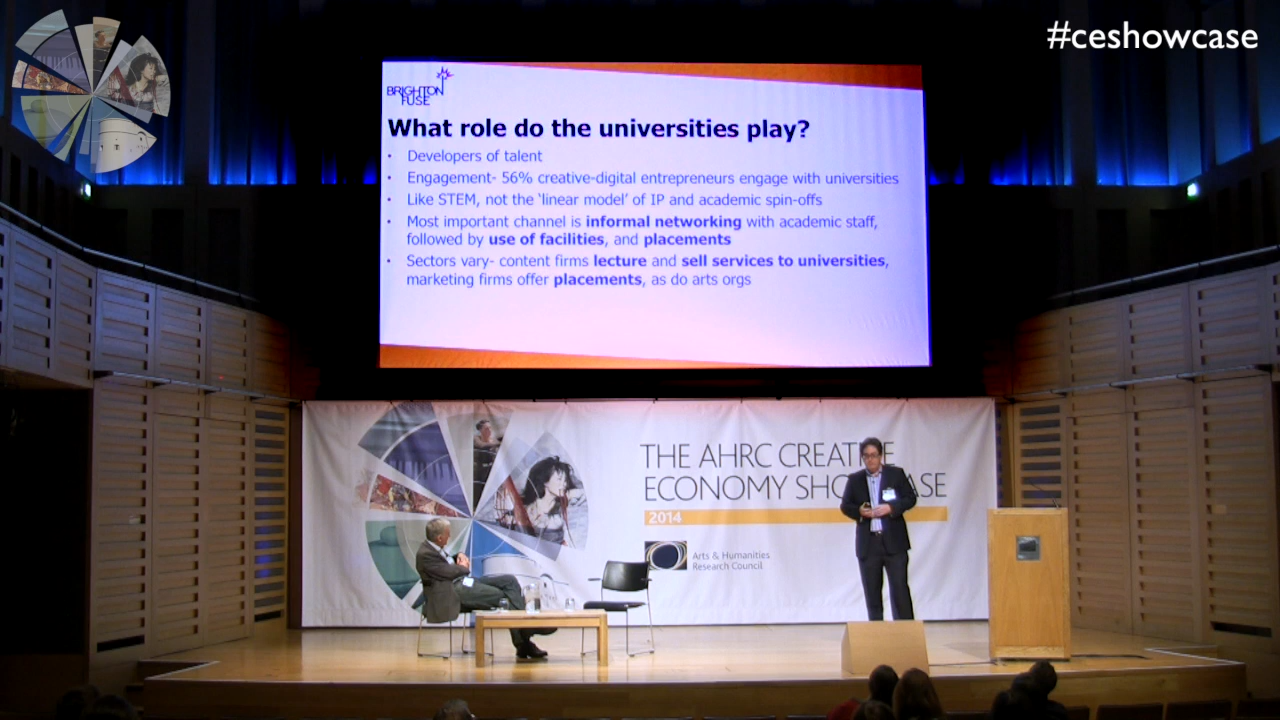 #ceshowcase
BRIGHTON
FUSE
What role do the universities play?
• Developers of talent
• Engagement- 56% creative-digital entrepreneurs engage with universities
• Like STEM, not the 'linear model' of IP and academic spin-offs
• Most important channel is informal networking with academic staff,
followed by use of facilities, and placements
• Sectors vary- content firms lecture and sell services to universities,
marketing firms offer placements, as do arts orgs
THE AHRC
ECONOMY
2014
Arts & Humanities
Research Council